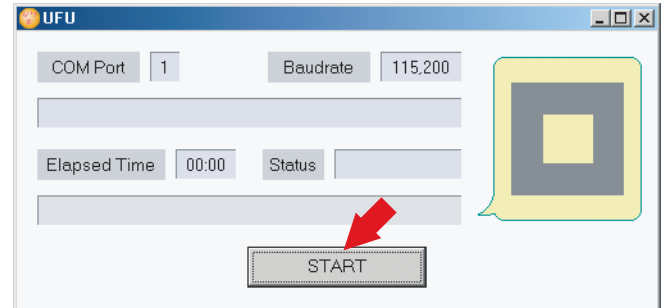 UFU
COM Port 1 Baudrate 115,200
Elapsed Time 00:00 Status
START